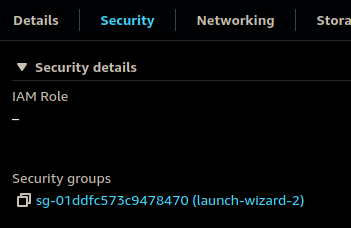 Details Security Networking Stora
Security details
IAM Role
–
Security groups
sg-01ddfc573c9478470 (launch-wizard-2)